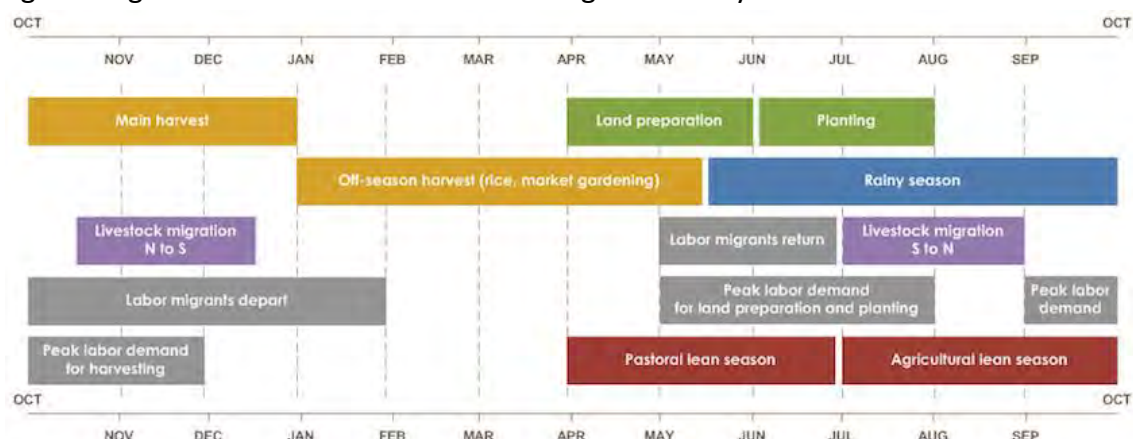 OCT OCT
NOV DEC JAN FEB MAR APR MAY JUN JUL AUG SEP
Main harvest
Land preparation
Planting
Off-season harvest (rice, market gardening)
Rainy season
Livestock migration
N to S
Labor migrants return
Livestock migration
S to N
Labor migrants depart
Peak labor demand
for land preparation and planting
Peak labor
demand
Peak labor demand
for harvesting
Pastoral lean season
Agricultural lean season
OCT OCT
NOV DEC JAN FEB MAR APR MAY JUN JUL AUG SEP